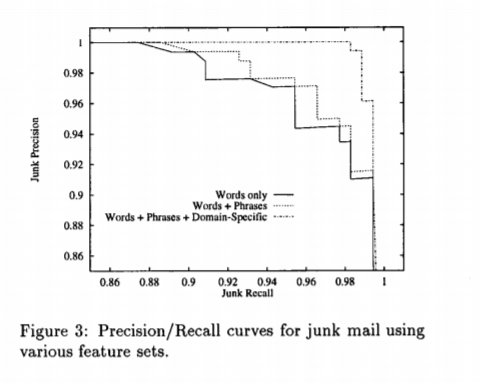 1
0.98
0.96
0.94
0.92
0.9
0.88
0.86
Junk Precision
Words only
Words + Phrases
Words + Phrases + Domain-Specific
0.86 0.88 0.9 0.92 0.94 0.96 0.98 1
Junk Recall
Figure 3: Precision/Recall curves for junk mail using
various feature sets.